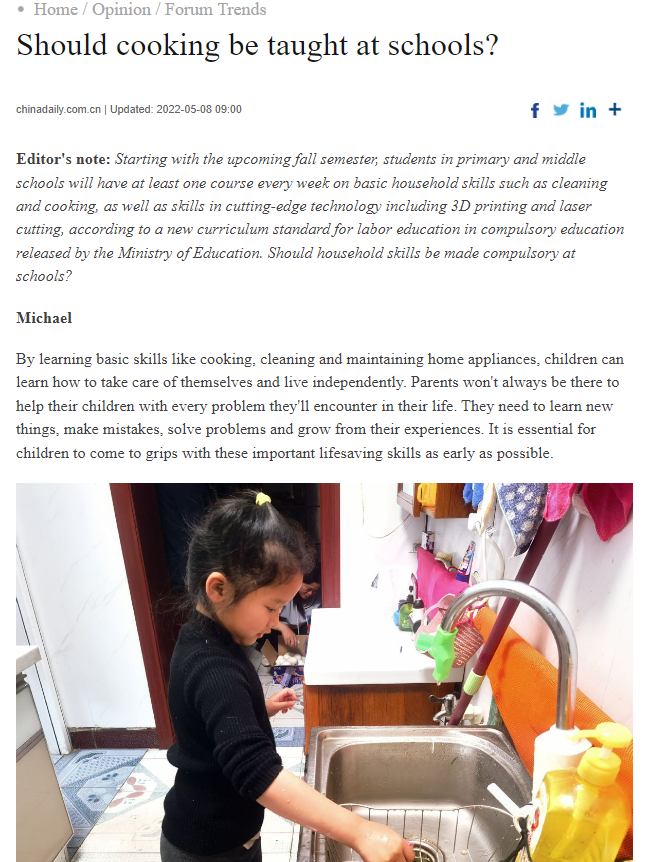 • Home / Opinion / Forum Trends
Should cooking be taught at schools?
chinadaily.com.cn | Updated: 2022-05-08 09:00
Editor's note: Starting with the upcoming fall semester, students in primary and middle
schools will have at least one course every week on basic household skills such as cleaning
and cooking, as well as skills in cutting-edge technology including 3D printing and laser
cutting, according to a new curriculum standard for labor education in compulsory education
released by the Ministry of Education. Should household skills be made compulsory at
schools?
Michael
By learning basic skills like cooking, cleaning and maintaining home appliances, children can
learn how to take care of themselves and live independently. Parents won't always be there to
help their children with every problem they'll encounter in their life. They need to learn new
things, make mistakes, solve problems and grow from their experiences. It is essential for
children to come to grips with these important lifesaving skills as early as possible.